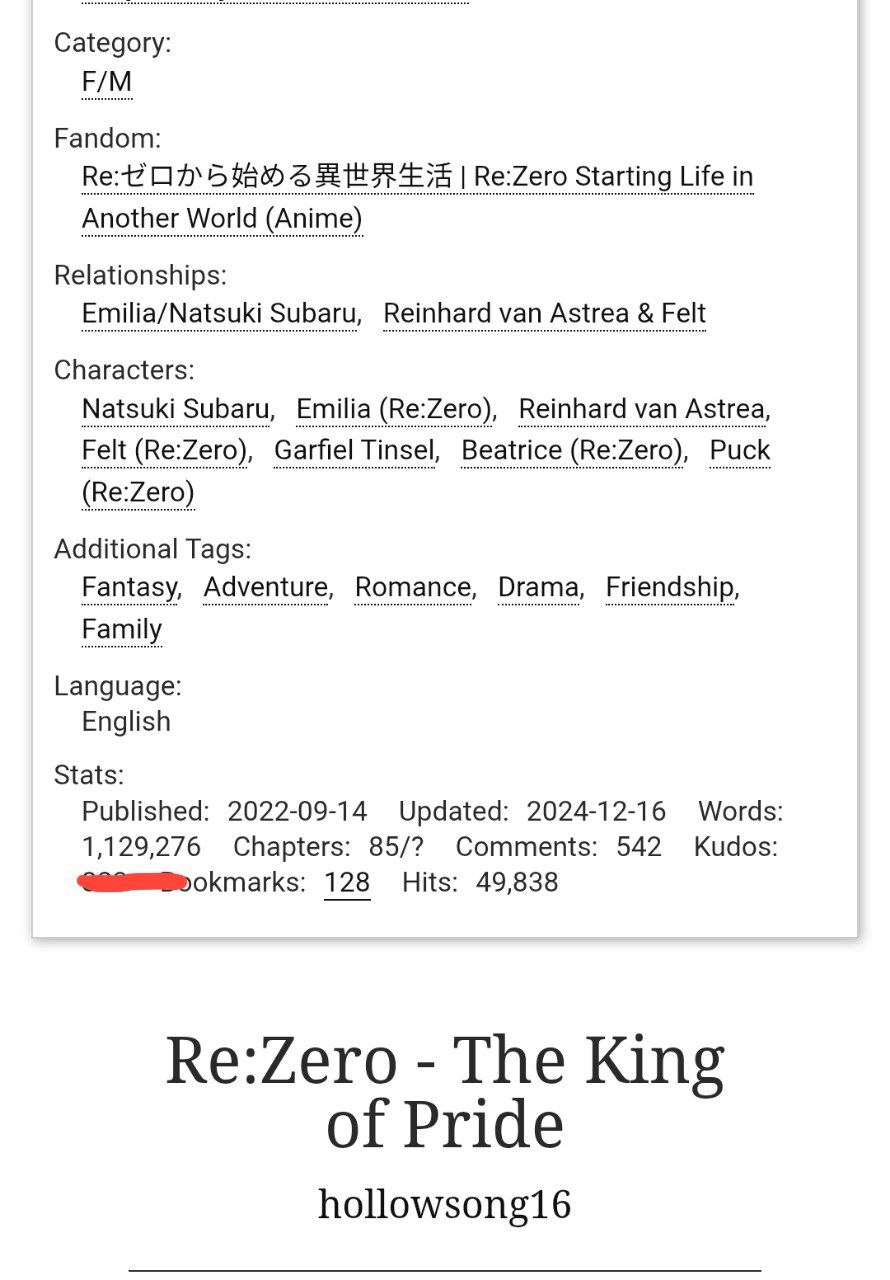 Category:
F/M
Fandom:
Re:ゼロから始める異世界生活 | Re:Zero Starting Life in
Another World (Anime)
Relationships:
Emilia/Natsuki Subaru, Reinhard van Astrea & Felt
Characters:
Natsuki Subaru, Emilia (Re:Zero), Reinhard van Astrea,
Felt (Re:Zero), Garfiel Tinsel, Beatrice (Re:Zero), Puck
(Re:Zero)
Additional Tags:
Fantasy, Adventure, Romance, Drama, Friendship,
Family
Language:
English
Stats:
Published: 2022-09-14 Updated: 2024-12-16 Words:
1,129,276 Chapters: 85/? Comments: 542 Kudos:
Bookmarks: 128 Hits: 49,838
Re:Zero - The King
of Pride
hollowsong16